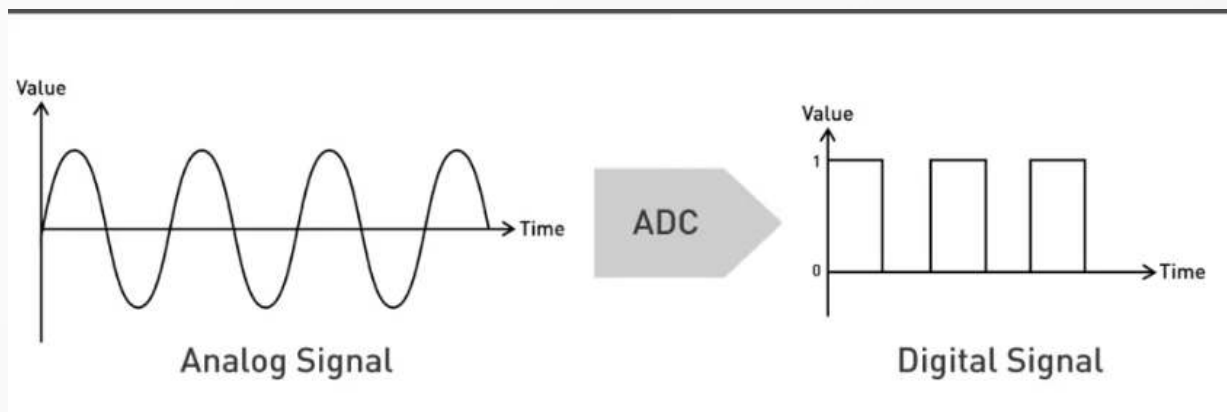 Value
Time
Analog Signal
ADC
Value
1
0
Time
Digital Signal